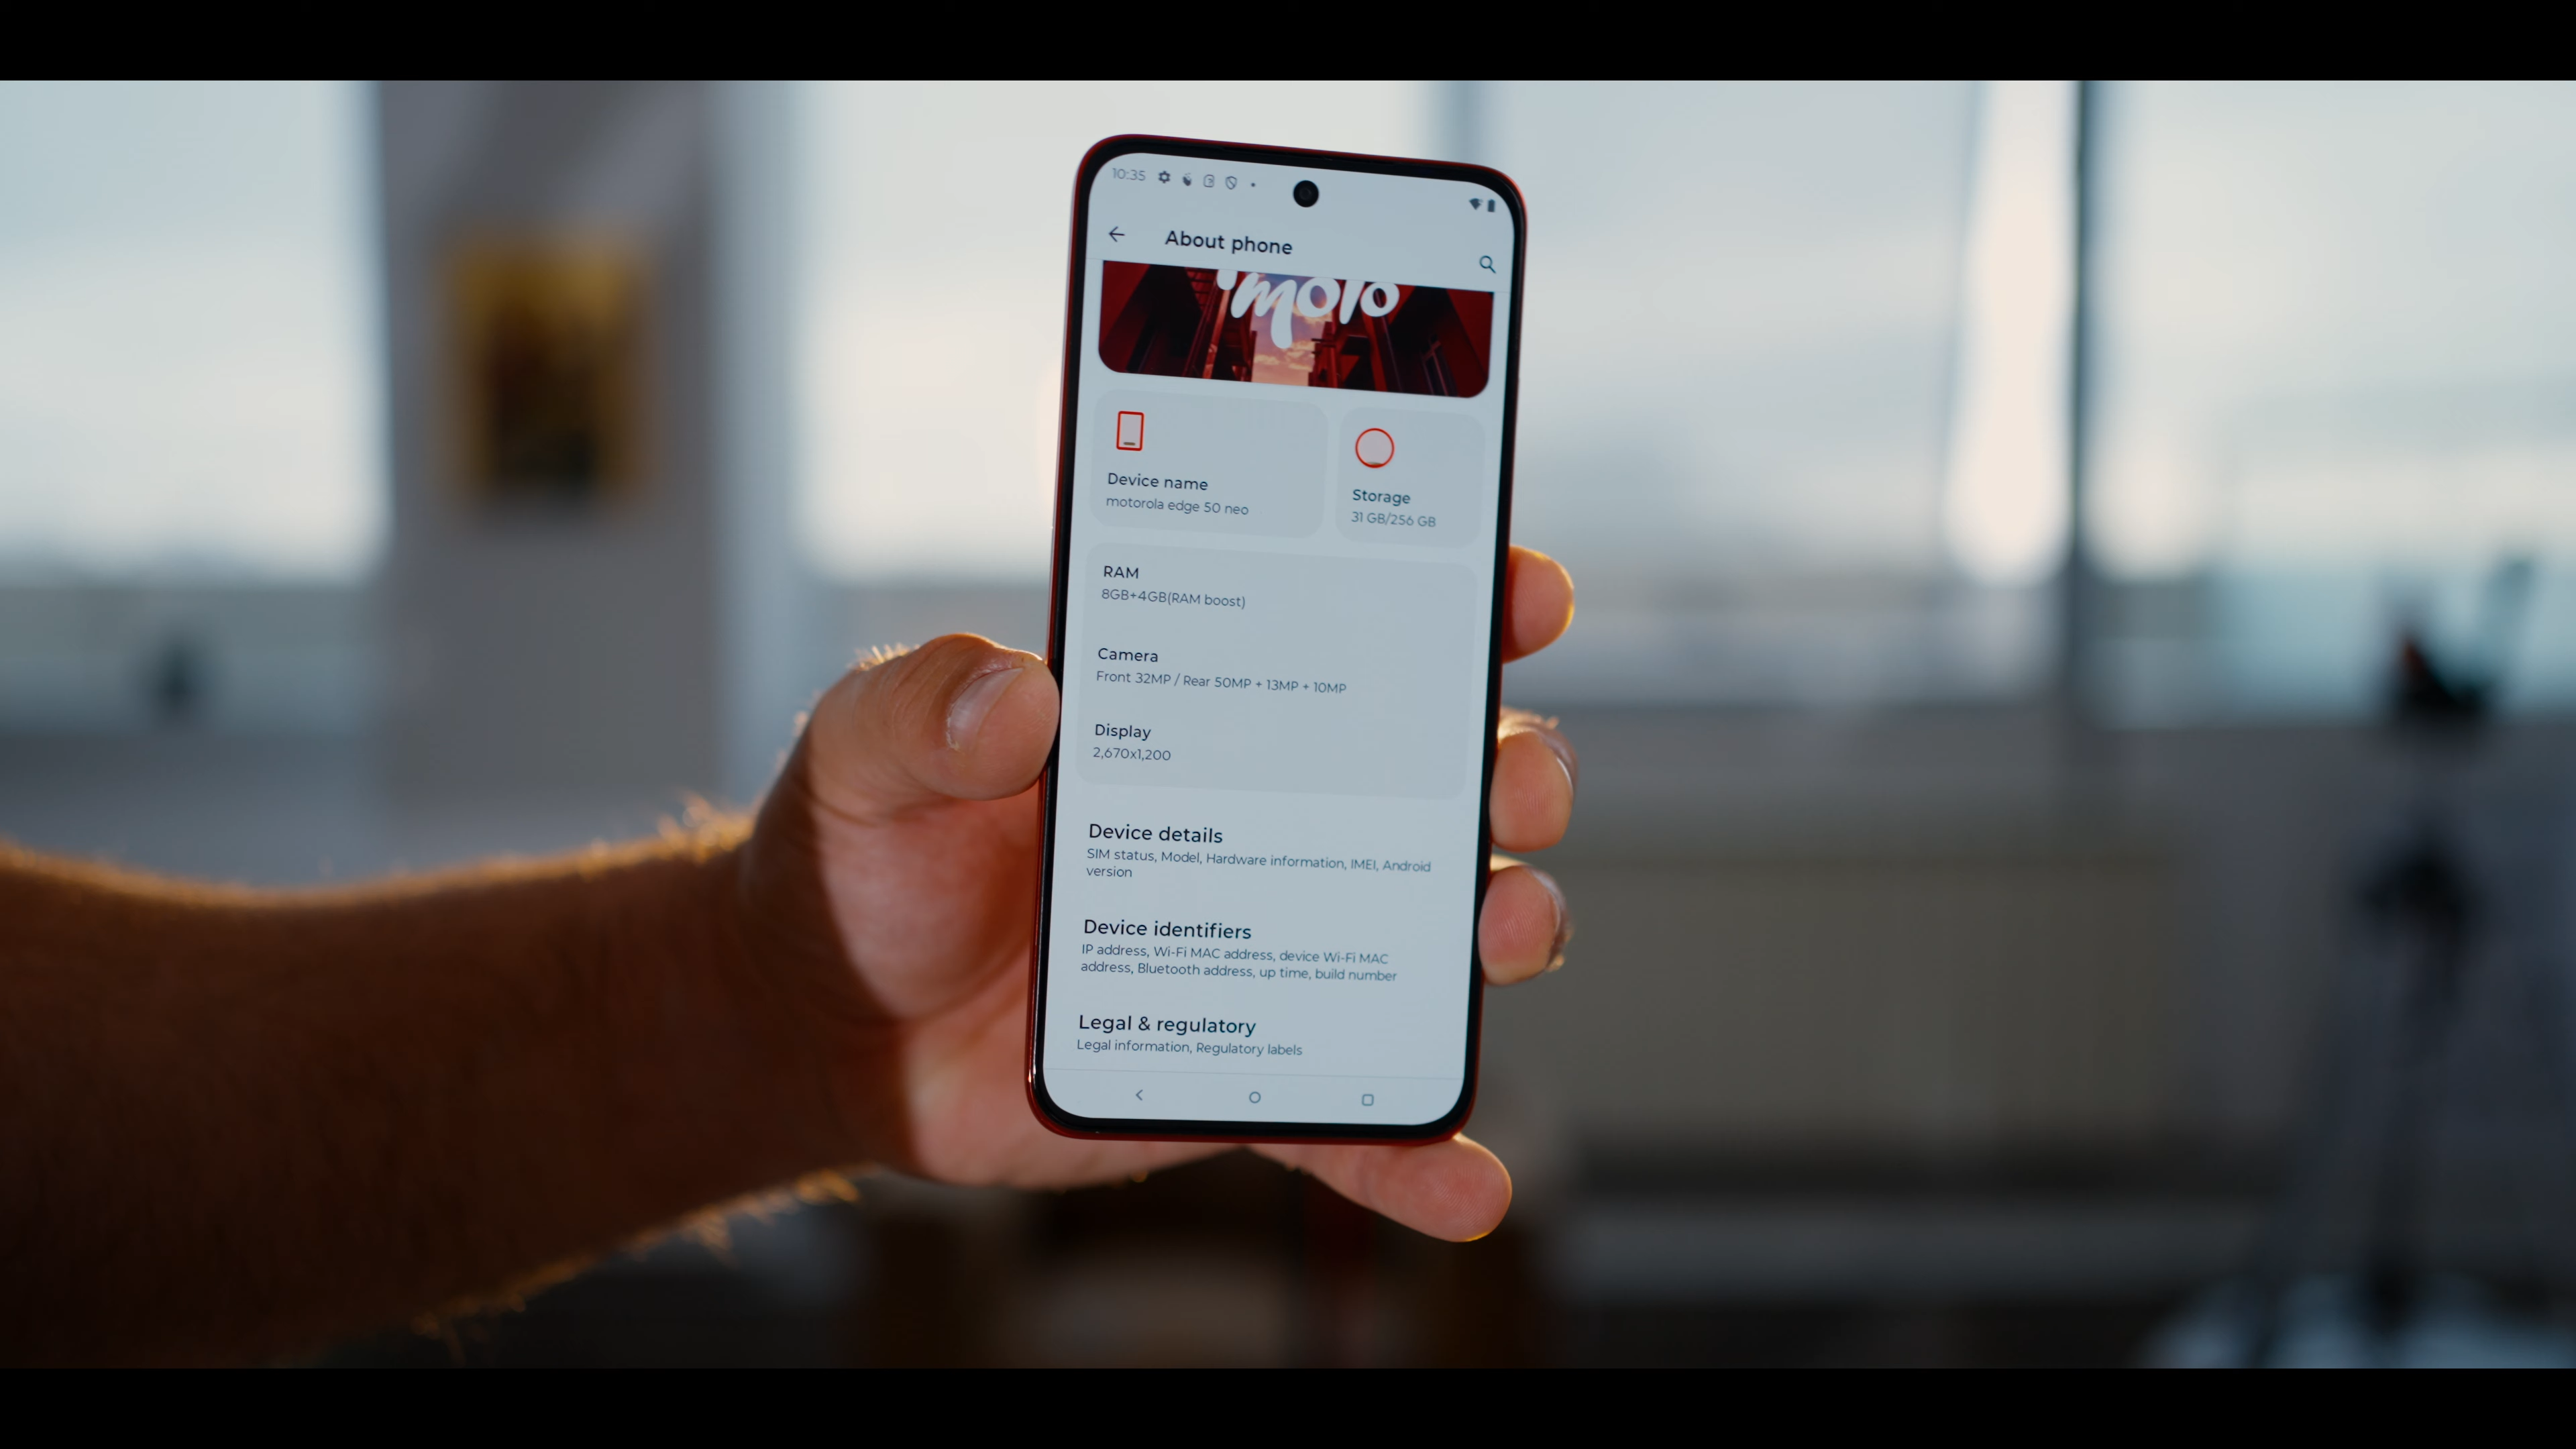 10:35
About phone
moto
Device name
motorola edge 50 neo
Storage
31 GB/256 GB
RAM
8GB+4GB(RAM boost)
Camera
Front 32MP / Rear 50MP + 13MP + 10MP
Display
2,670x1,200
Device details
SIM status, Model, Hardware information, IMEI, Android
version
Device identifiers
IP address, Wi-Fi MAC address, device Wi-Fi MAC
address, Bluetooth address, up time, build number
Legal & regulatory
Legal information, Regulatory labels